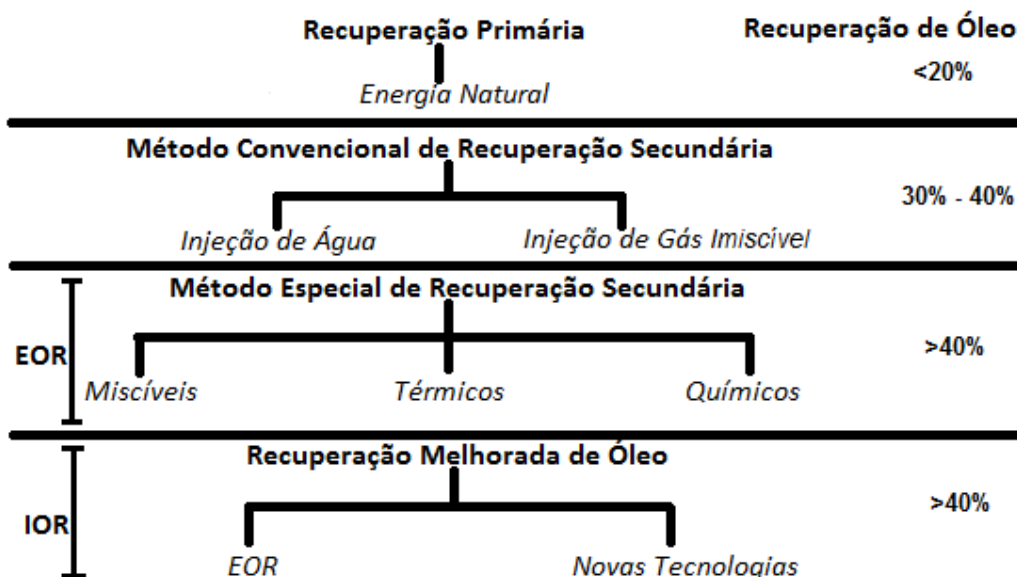 Recuperação Primária
Recuperação de Óleo
<20%
Energia Natural
Método Convencional de Recuperação Secundária
30% - 40%
Injeção de Água
Injeção de Gás Imiscível
Método Especial de Recuperação Secundária
EOR
>40%
Miscíveis
Térmicos
Químicos
Recuperação Melhorada de Óleo
IOR
>40%
EOR
Novas Tecnologias